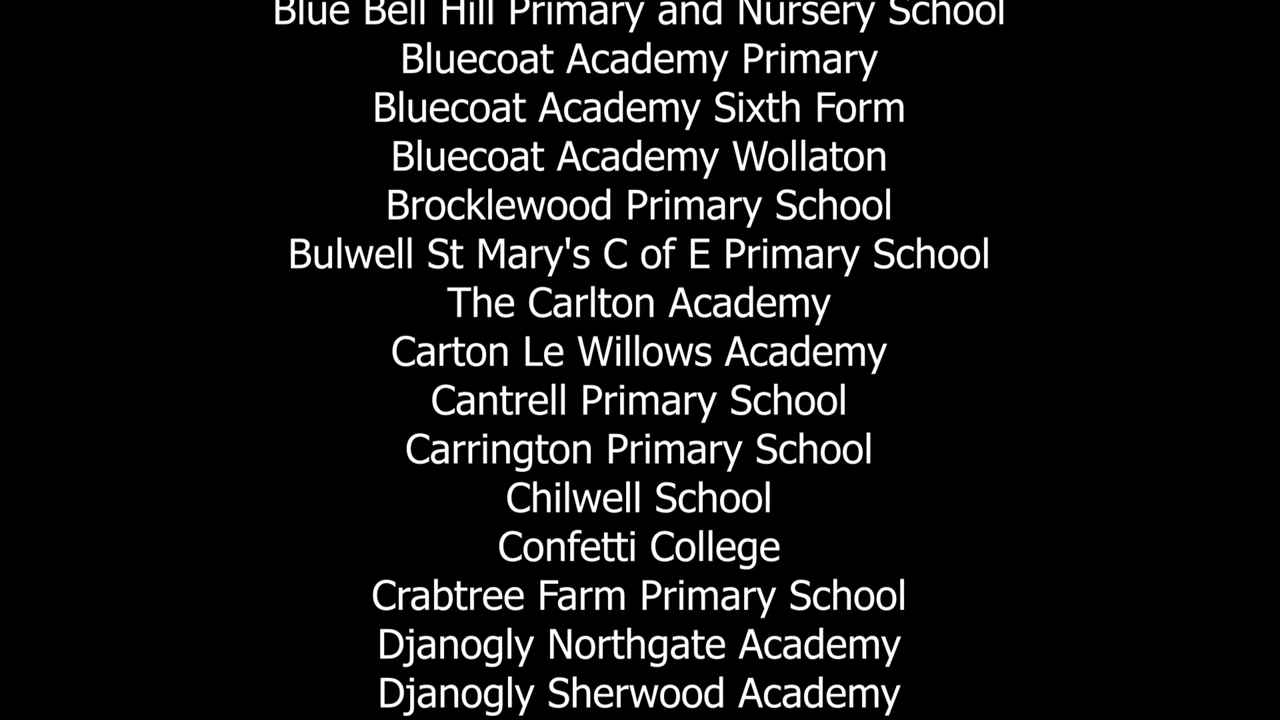 Blue Bell Hill Primary and Nursery School
Bluecoat Academy Primary
Bluecoat Academy Sixth Form
Bluecoat Academy Wollaton
Brocklewood Primary School
Bulwell St Mary's C of E Primary School
The Carlton Academy
Carton Le Willows Academy
Cantrell Primary School
Carrington Primary School
Chilwell School
Confetti College
Crabtree Farm Primary School
Djanogly Northgate Academy
Djanogly Sherwood Academy